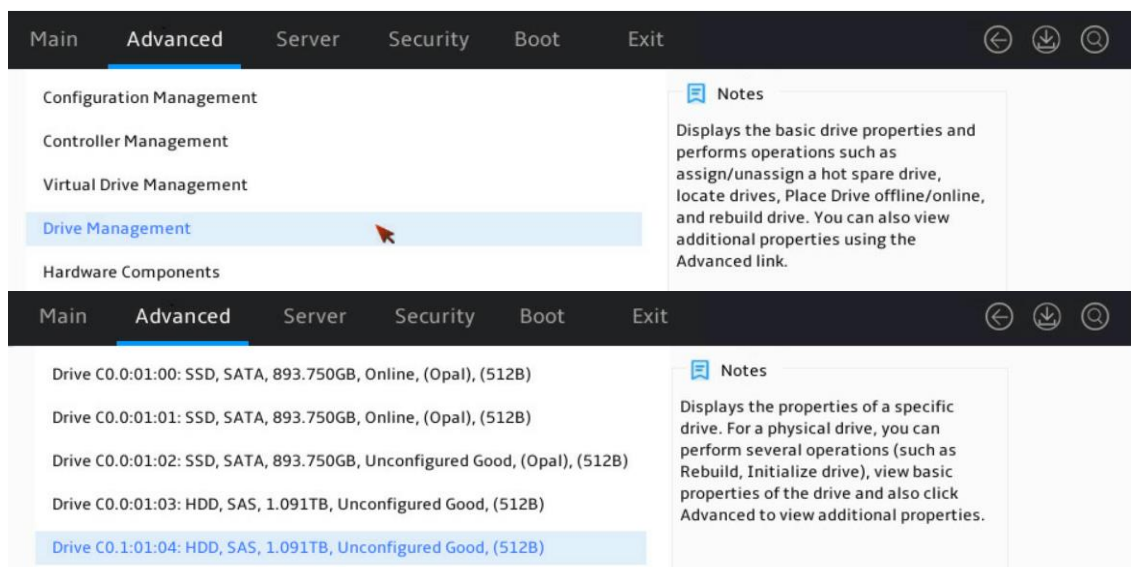 Main Advanced Server Security Boot Exit
Configuration Management
Controller Management
Virtual Drive Management
Drive Management
Hardware Components
Notes
Displays the basic drive properties and
performs operations such as
assign/unassign a hot spare drive,
locate drives, Place Drive offline/online,
and rebuild drive. You can also view
additional properties using the
Advanced link.
Main Advanced Server Security Boot Exit
Drive C0.0:01:00: SSD, SATA, 893.750GB, Online, (Opal), (512B)
Drive C0.0:01:01: SSD, SATA, 893.750GB, Online, (Opal), (512B)
Drive C0.0:01:02: SSD, SATA, 893.750GB, Unconfigured Good, (Opal), (512B)
Drive C0.0:01:03: HDD, SAS, 1.091TB, Unconfigured Good, (512B)
Drive C0.1:01:04: HDD, SAS, 1.091TB, Unconfigured Good, (512B)
Notes
Displays the properties of a specific
drive. For a physical drive, you can
perform several operations (such as
Rebuild, Initialize drive), view basic
properties of the drive and also click
Advanced to view additional properties.